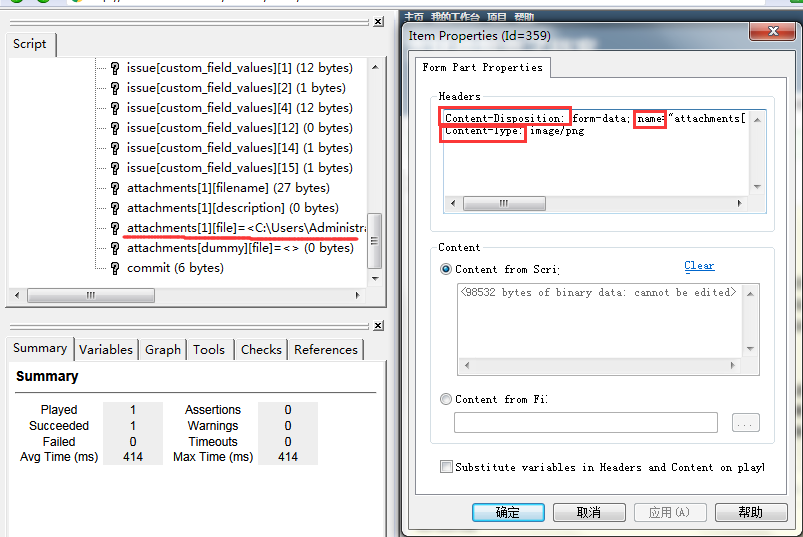 主页 我的工作台 项目 帮助
Script
issue[custom_field_values][1] (12 bytes)
issue[custom_field_values][2] (1 bytes)
issue[custom_field_values][4] (12 bytes)
issue[custom_field_values][12] (0 bytes)
issue[custom_field_values][14] (1 bytes)
issue[custom_field_values][15] (1 bytes)
attachments[1][filename] (27 bytes)
attachments[1][description] (0 bytes)
attachments[1][file]=<C:\Users\Administra
attachments[dummy][file]=<> (0 bytes)
commit (6 bytes)
Summary Variables Graph Tools Checks References
Summary
Played 1 Assertions 0
Succeeded 1 Warnings 0
Failed 0 Timeouts 0
Avg Time (ms) 414 Max Time (ms) 414
Item Properties (Id=359)
Form Part Properties
Headers
Content-Disposition: form-data; name="attachments[
Content-Type: image/png
Content
Content from Scri
Clear
<98532 bytes of binary data: cannot be edited>
Content from Fi
...
Substitute variables in Headers and Content on playl
确定 取消 应用(A) 帮助